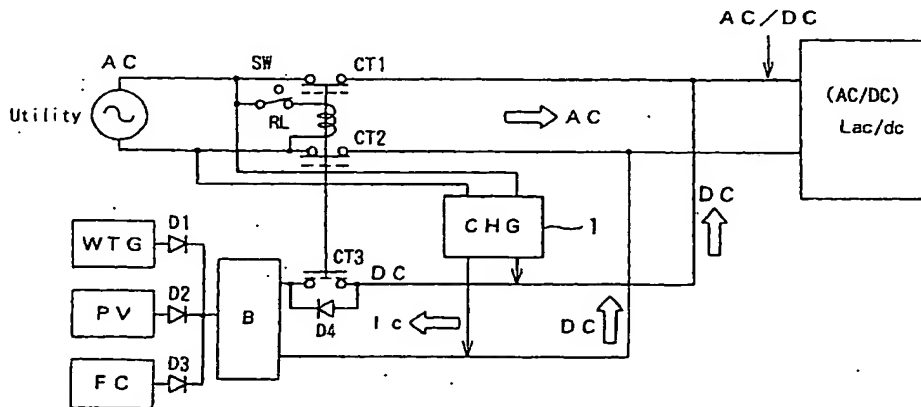 AC/DC
AC
SW
CT1
Utility
RL
AC
(AC/DC)
Lac/dc
CT2
DC
CHG
1
WTG
D1
CT3
DC
PV
D2
B
D4
Ic
DC
FC
D3